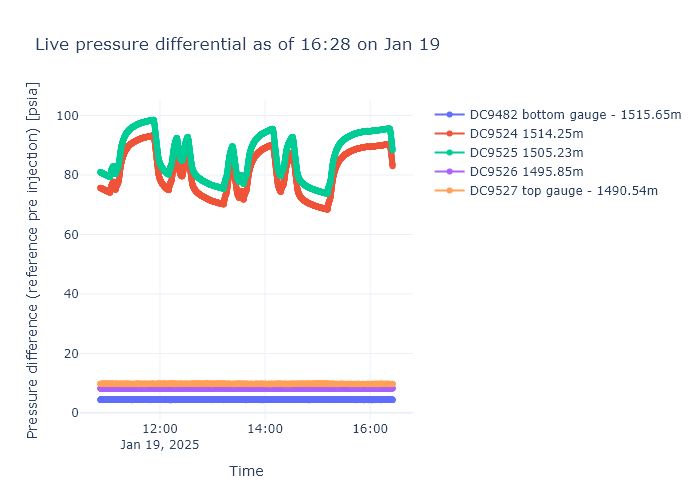 Live pressure differential as of 16:28 on Jan 19
Pressure difference (reference pre injection) [psia]
100
80
60
40
20
0
12:00
Jan 19, 2025
14:00
16:00
Time
DC9482 bottom gauge - 1515.65m
DC9524 1514.25m
DC9525 1505.23m
DC9526 1495.85m
DC9527 top gauge - 1490.54m